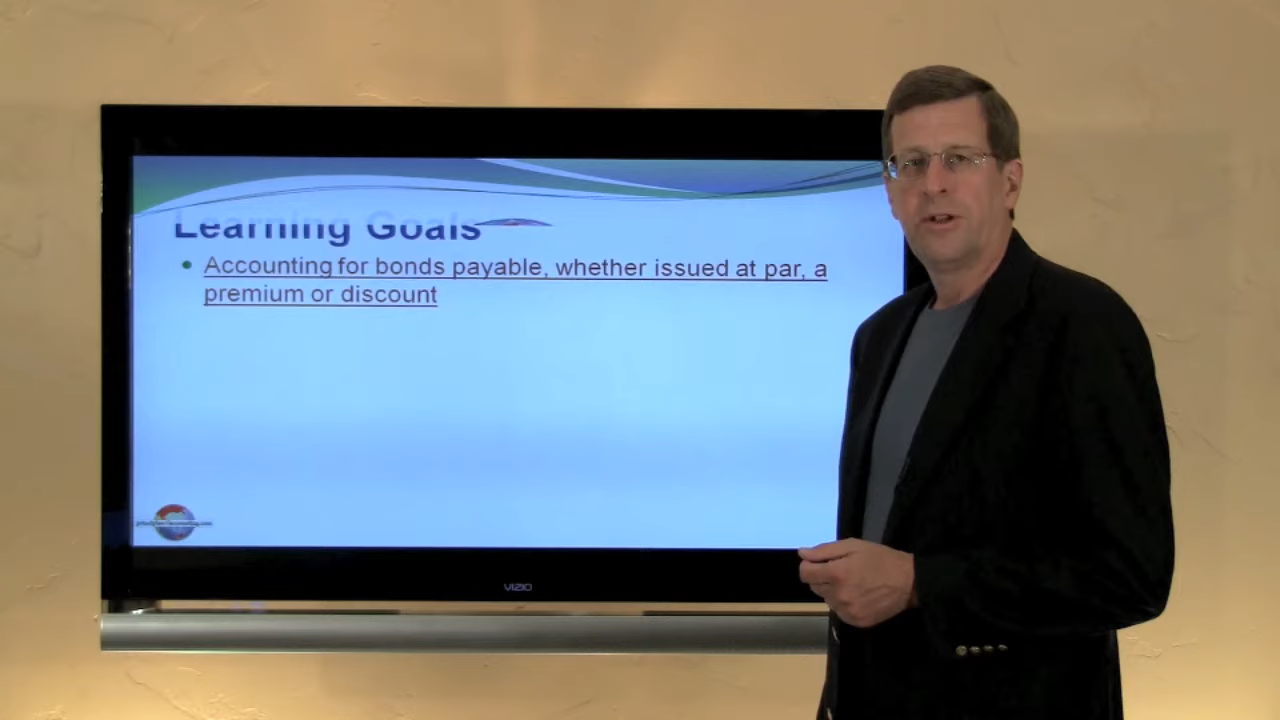 Learning Goals
• Accounting for bonds payable, whether issued at par, a
premium or discount
VIZIO